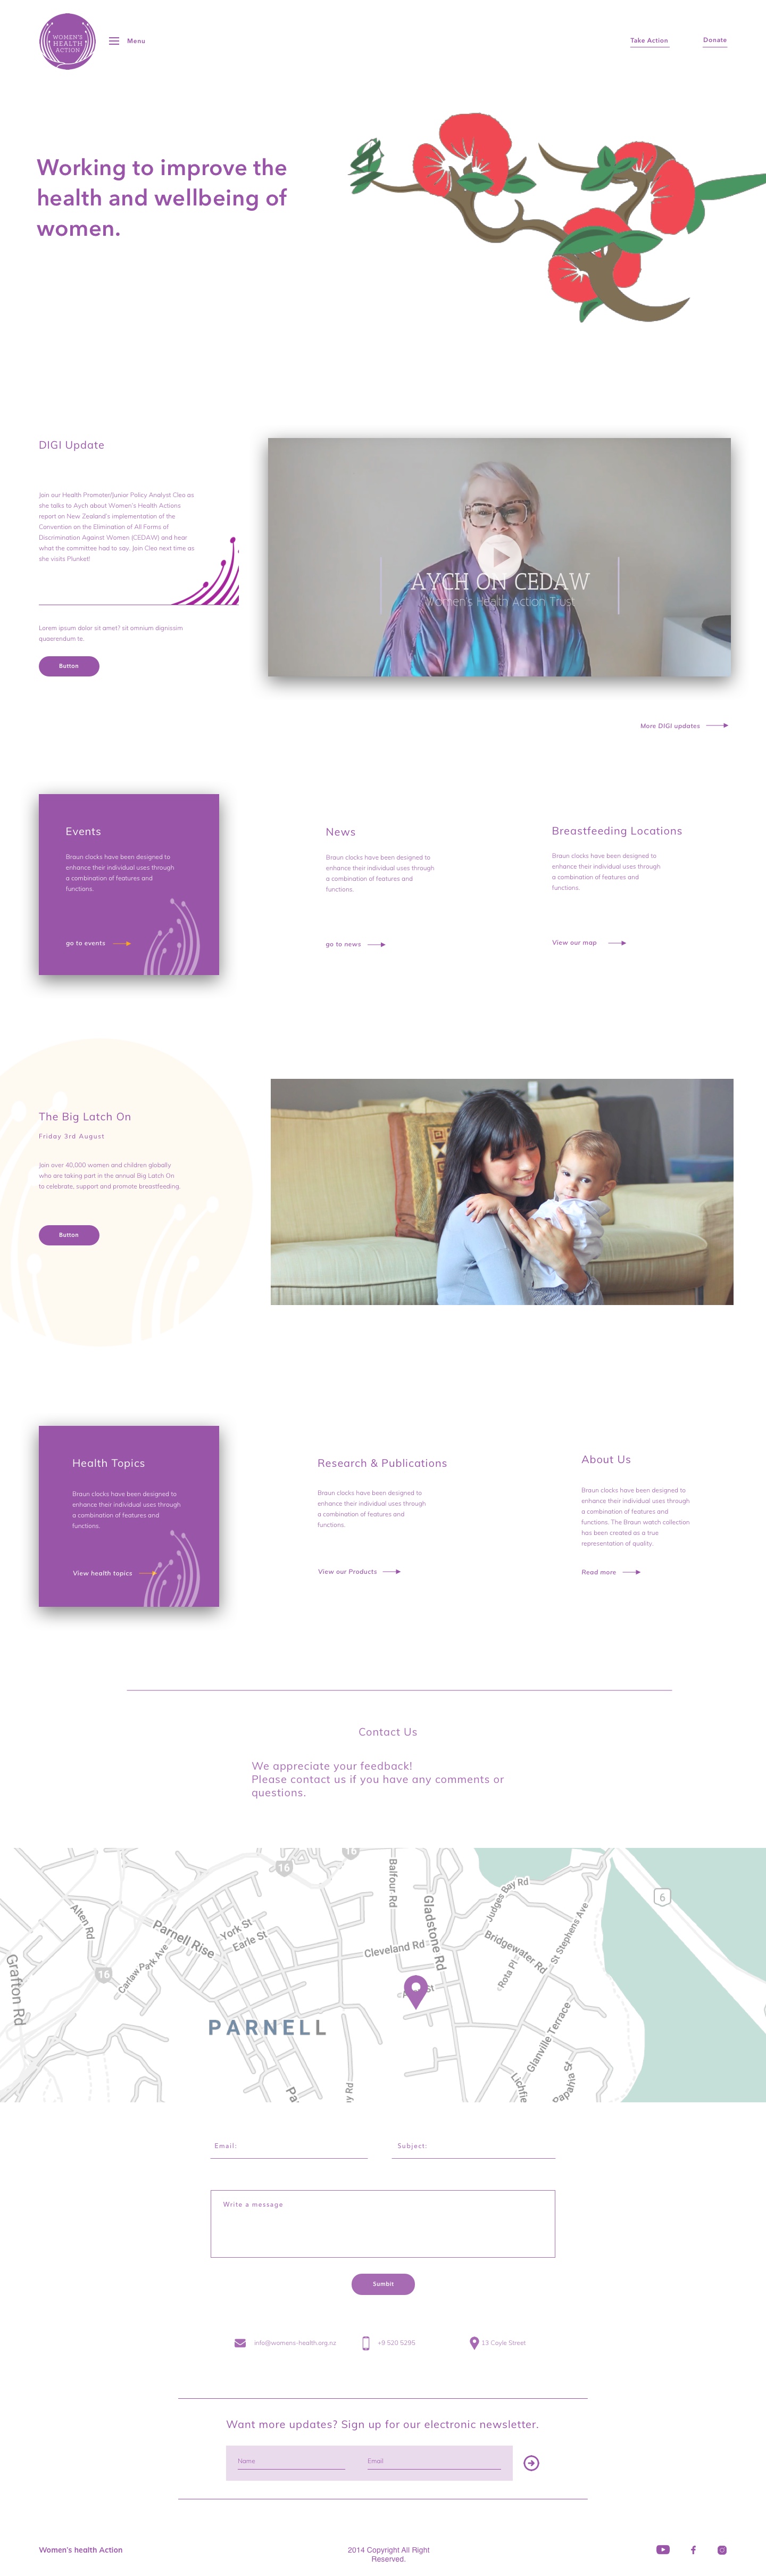 WOMEN'S
HEALTH
ACTION
Menu
Take Action
Donate
Working to improve the
health and wellbeing of
women.
DIGI Update
Join our Health Promoter/Junior Policy Analyst Cleo as
she talks to Aych about Women's Health Actions
report on New Zealand's implementation of the
Convention on the Elimination of All Forms of
Discrimination Against Women (CEDAW) and hear
what the committee had to say. Join Cleo next time as
she visits Plunket!
Lorem ipsum dolor sit amet? sit omnium dignissim
quaerendum te.
Button
AYCH ON CEDAW
Women's Health Action Trust
More DIGI updates
Events
Braun clocks have been designed to
enhance their individual uses through
a combination of features and
functions.
go to events
News
Braun clocks have been designed to
enhance their individual uses through
a combination of features and
functions.
go to news
Breastfeeding Locations
Braun clocks have been designed to
enhance their individual uses through
a combination of features and
functions.
View our map
The Big Latch On
Friday 3rd August
Join over 40,000 women and children globally
who are taking part in the annual Big Latch On
to celebrate, support and promote breastfeeding.
Button
Health Topics
Braun clocks have been designed to
enhance their individual uses through
a combination of features and
functions.
View health topics
Research & Publications
Braun clocks have been designed to
enhance their individual uses through
a combination of features and
functions.
View our Products
About Us
Braun clocks have been designed to
enhance their individual uses through
a combination of features and
functions. The Braun watch collection
has been created as a true
representation of quality.
Read more
Contact Us
We appreciate your feedback!
Please contact us if you have any comments or
questions.
16
16
6
Alten Rd
Parnell Rise
York St
Earle St
Balfour Rd
Gladstone Rd
Judges Bay Rd
St Stephens Ave
Bridgewater Rd
Cleveland Rd
Rota Pl
Carlaw Park Ave
16
Grafton Rd
PARNELL
Glanville Terrace
Papahia St
Email:
Subject:
Write a message
Sumbit
info@womens-health.org.nz
+9 520 5295
13 Coyle Street
Want more updates? Sign up for our electronic newsletter.
Name
Email
Women's health Action
2014 Copyright All Right
Reserved.